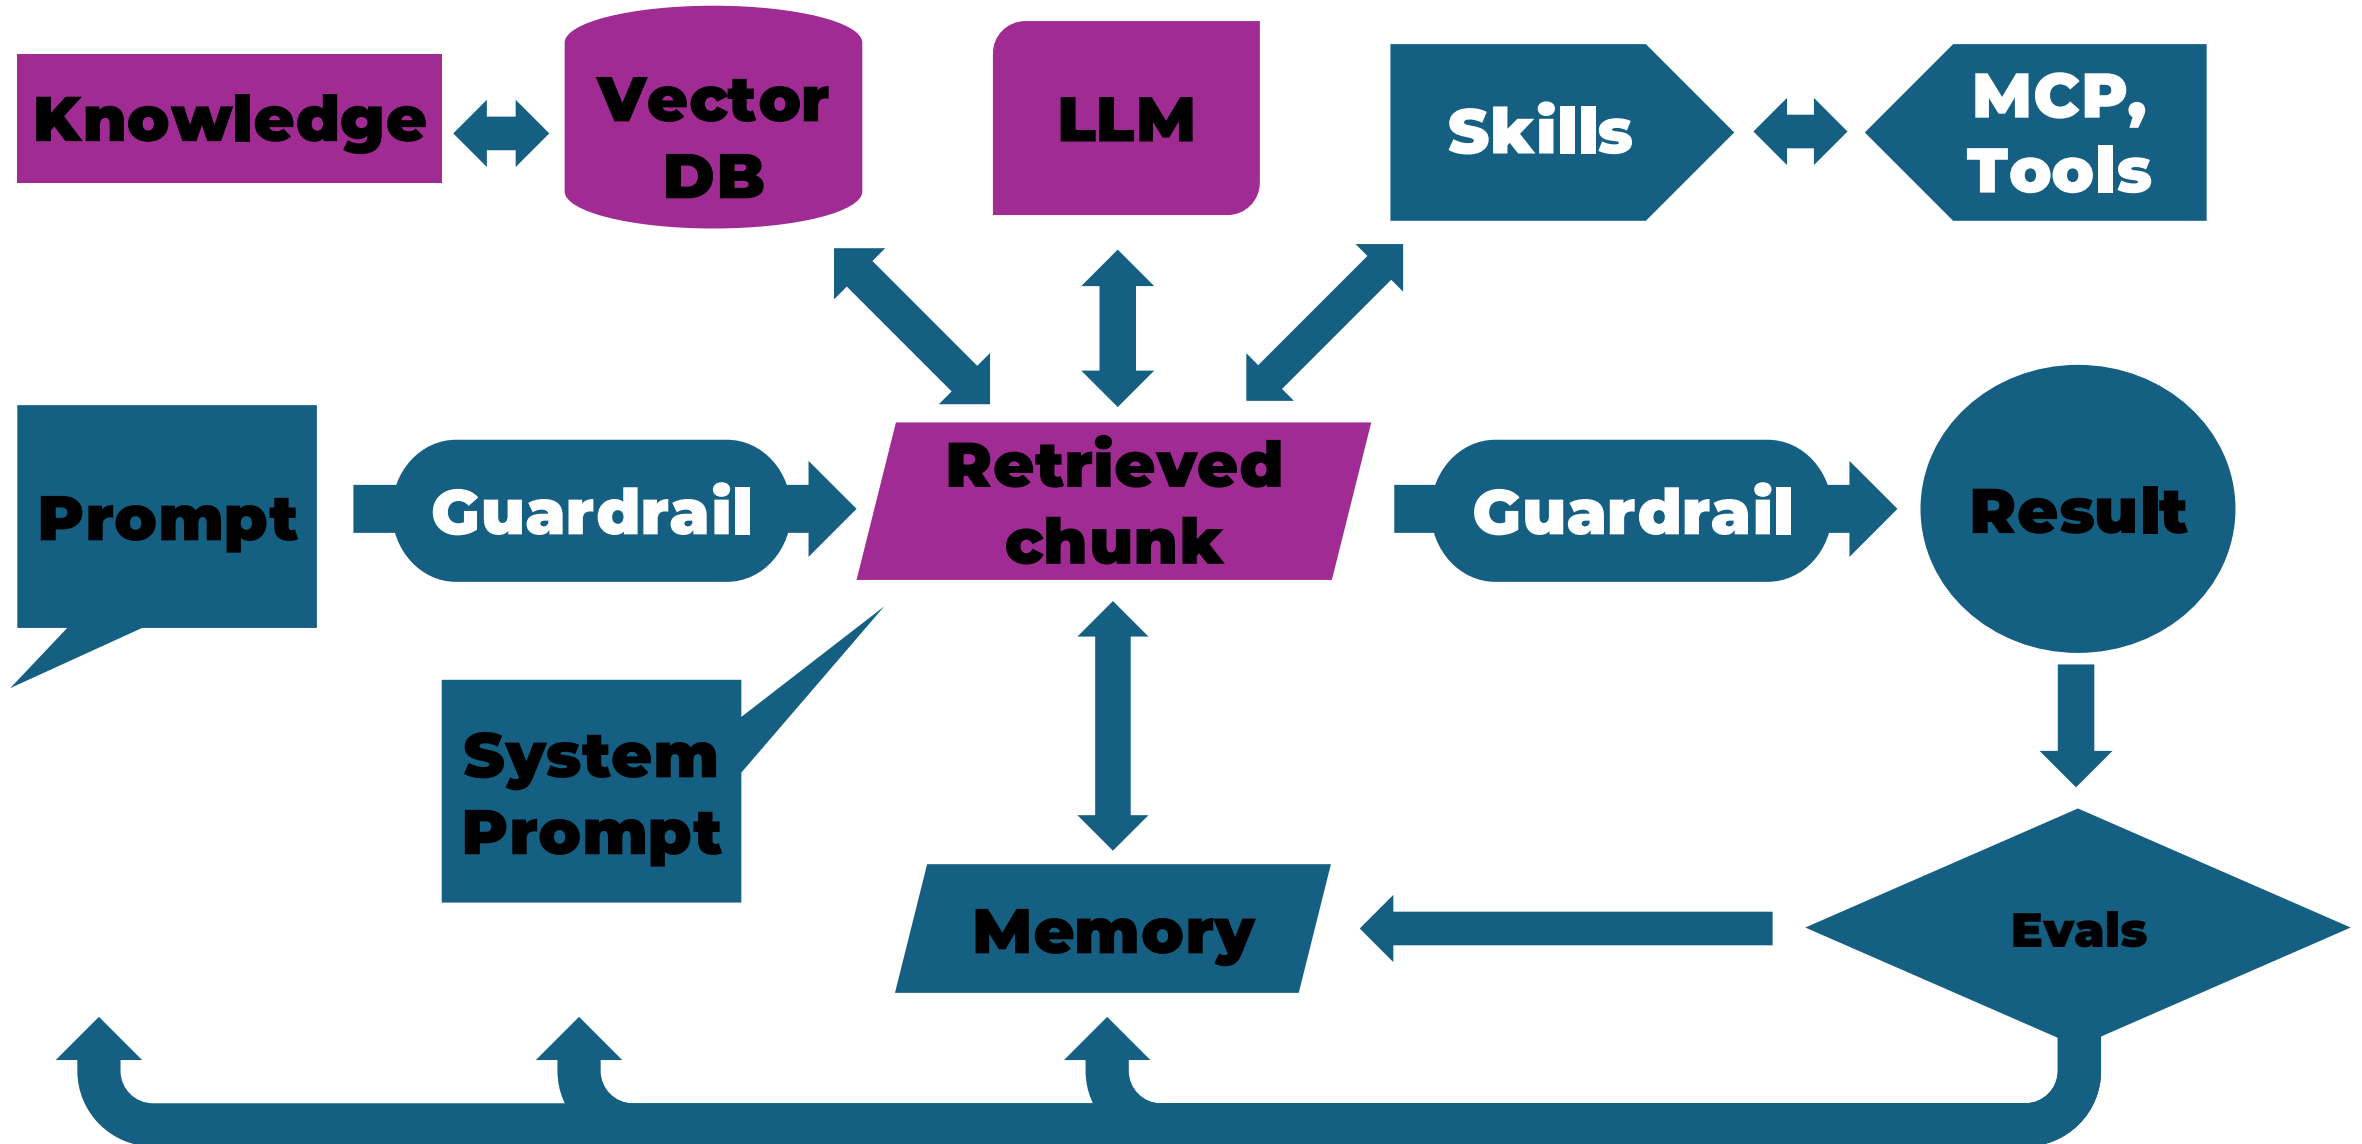 Knowledge
Vector
DB
LLM
Skills
MCP,
Tools
Prompt
Guardrail
Retrieved
chunk
Guardrail
Result
System
Prompt
Memory
Evals